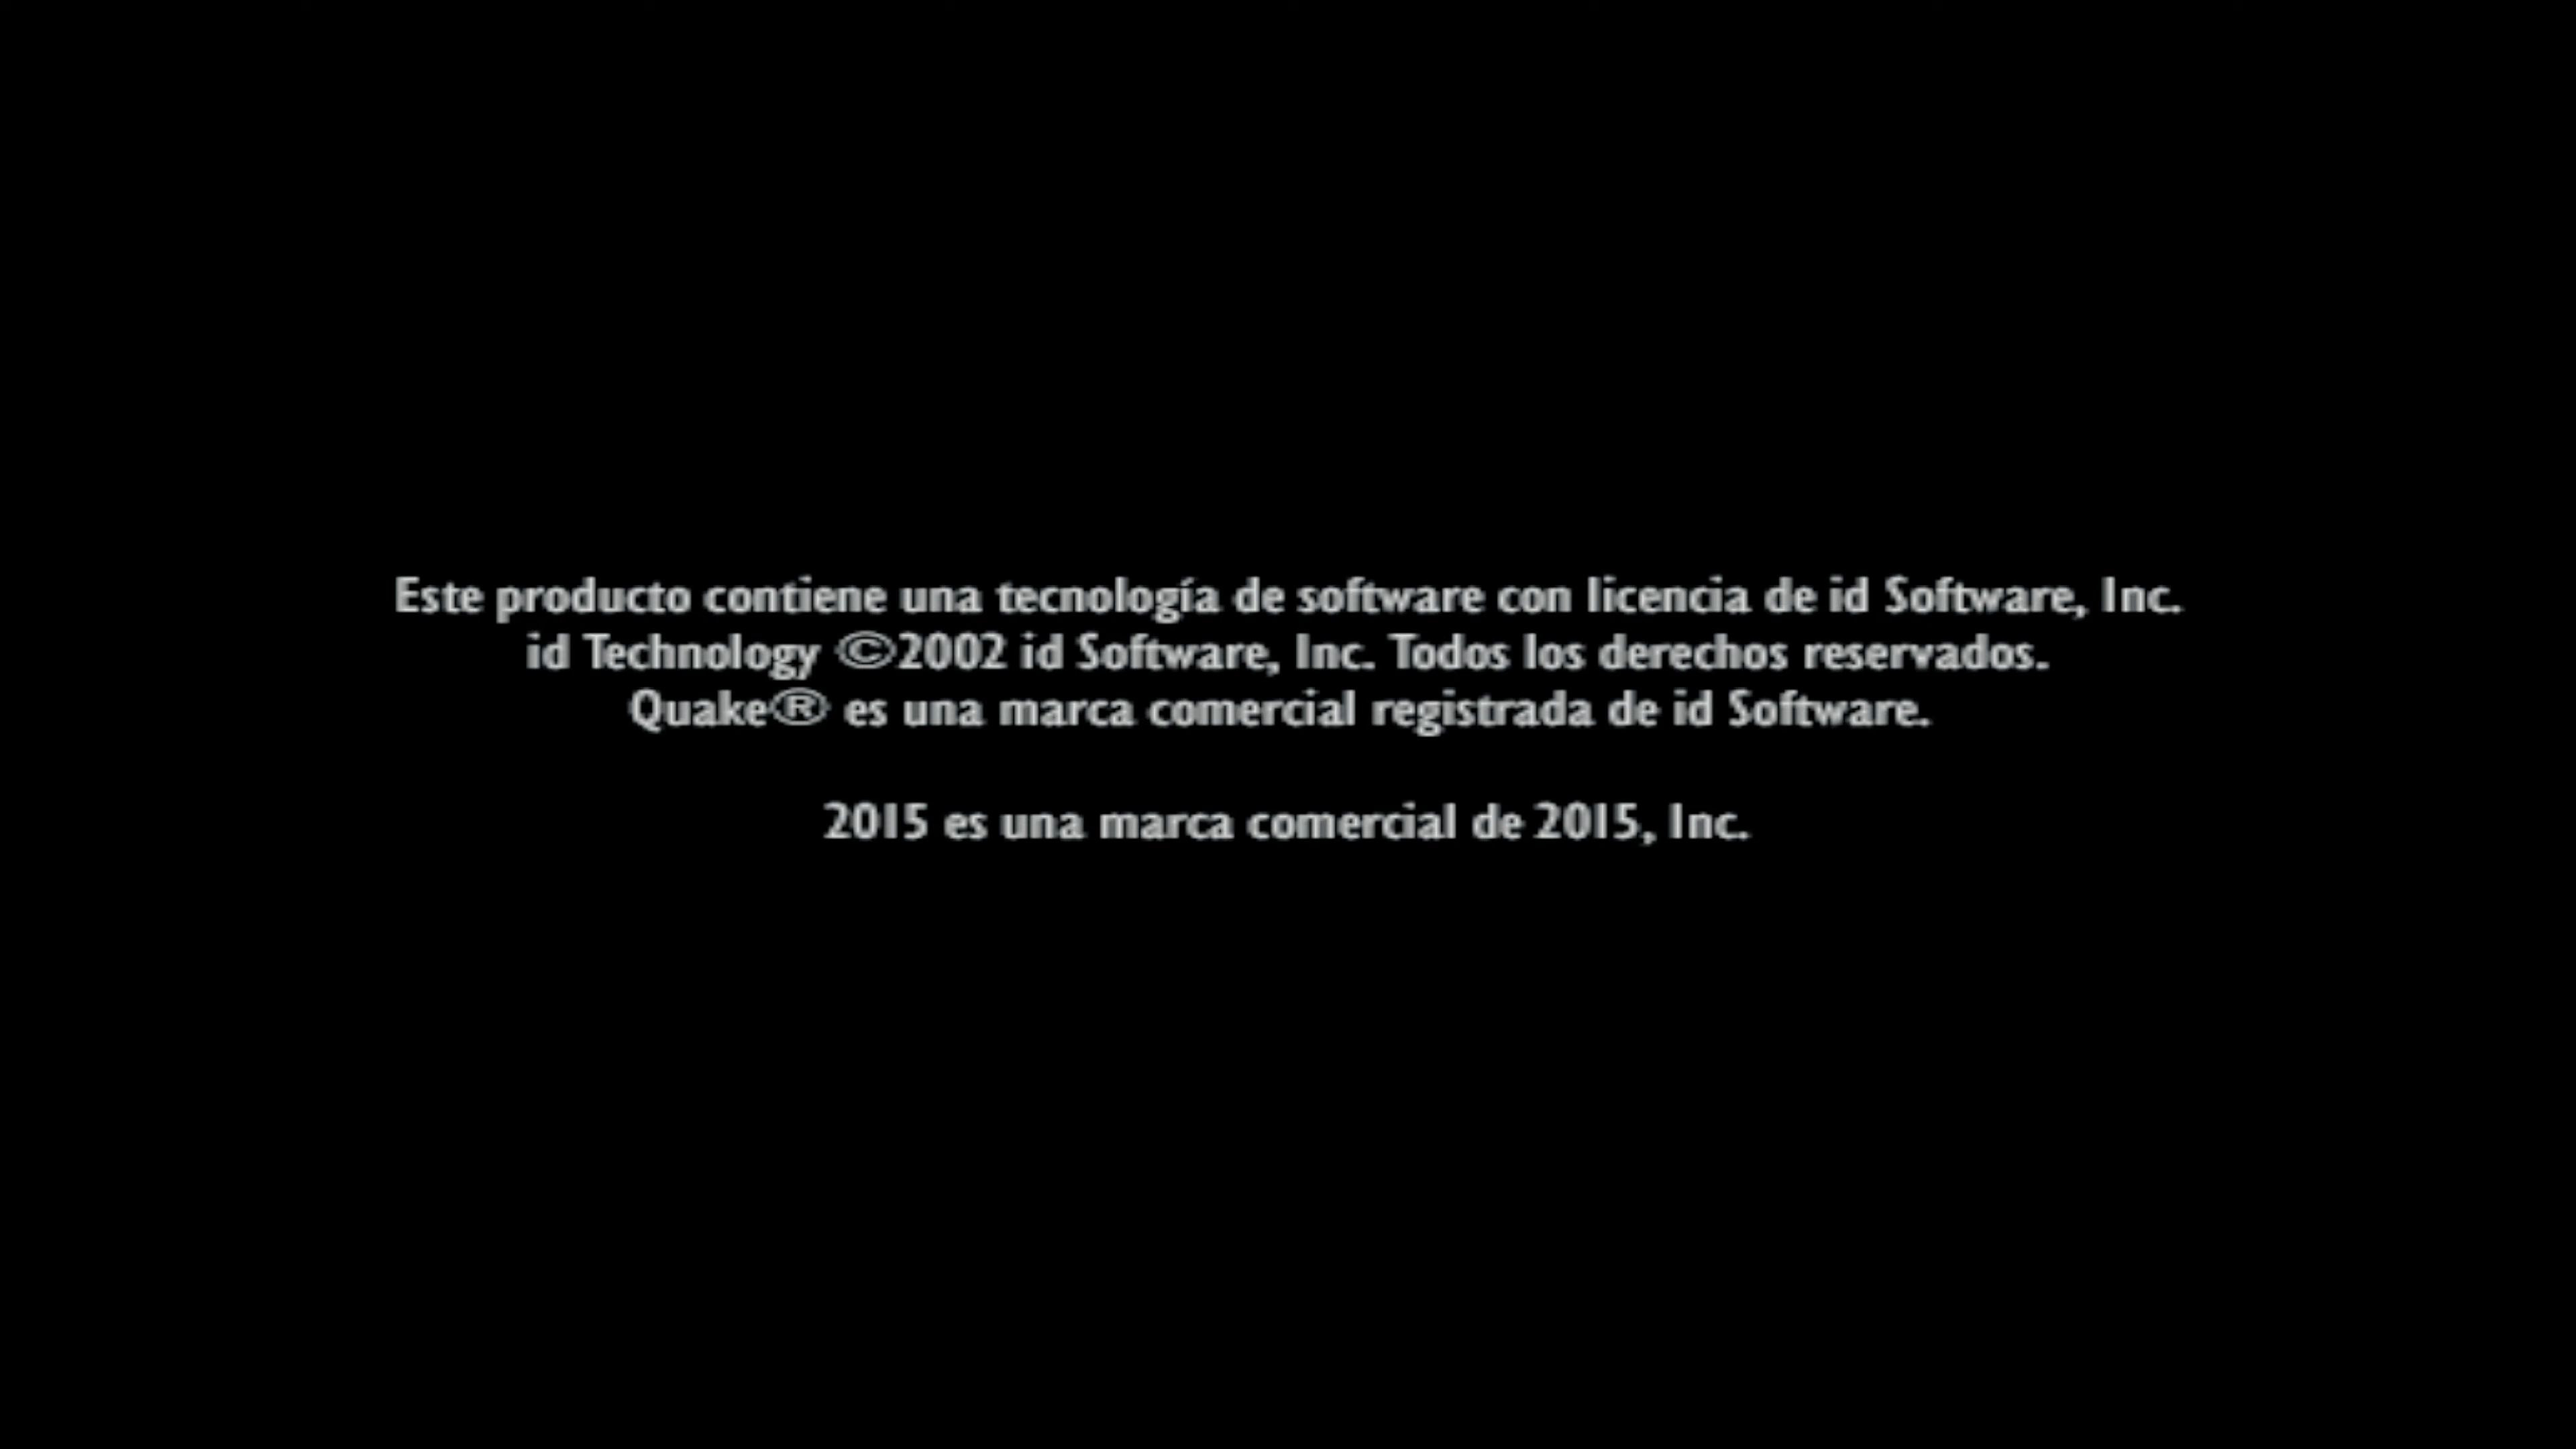 Este producto contiene una tecnología de software con licencia de id Software, Inc.
id Technology ©2002 id Software, Inc. Todos los derechos reservados.
Quake® es una marca comercial registrada de id Software.
2015 es una marca comercial de 2015, Inc.